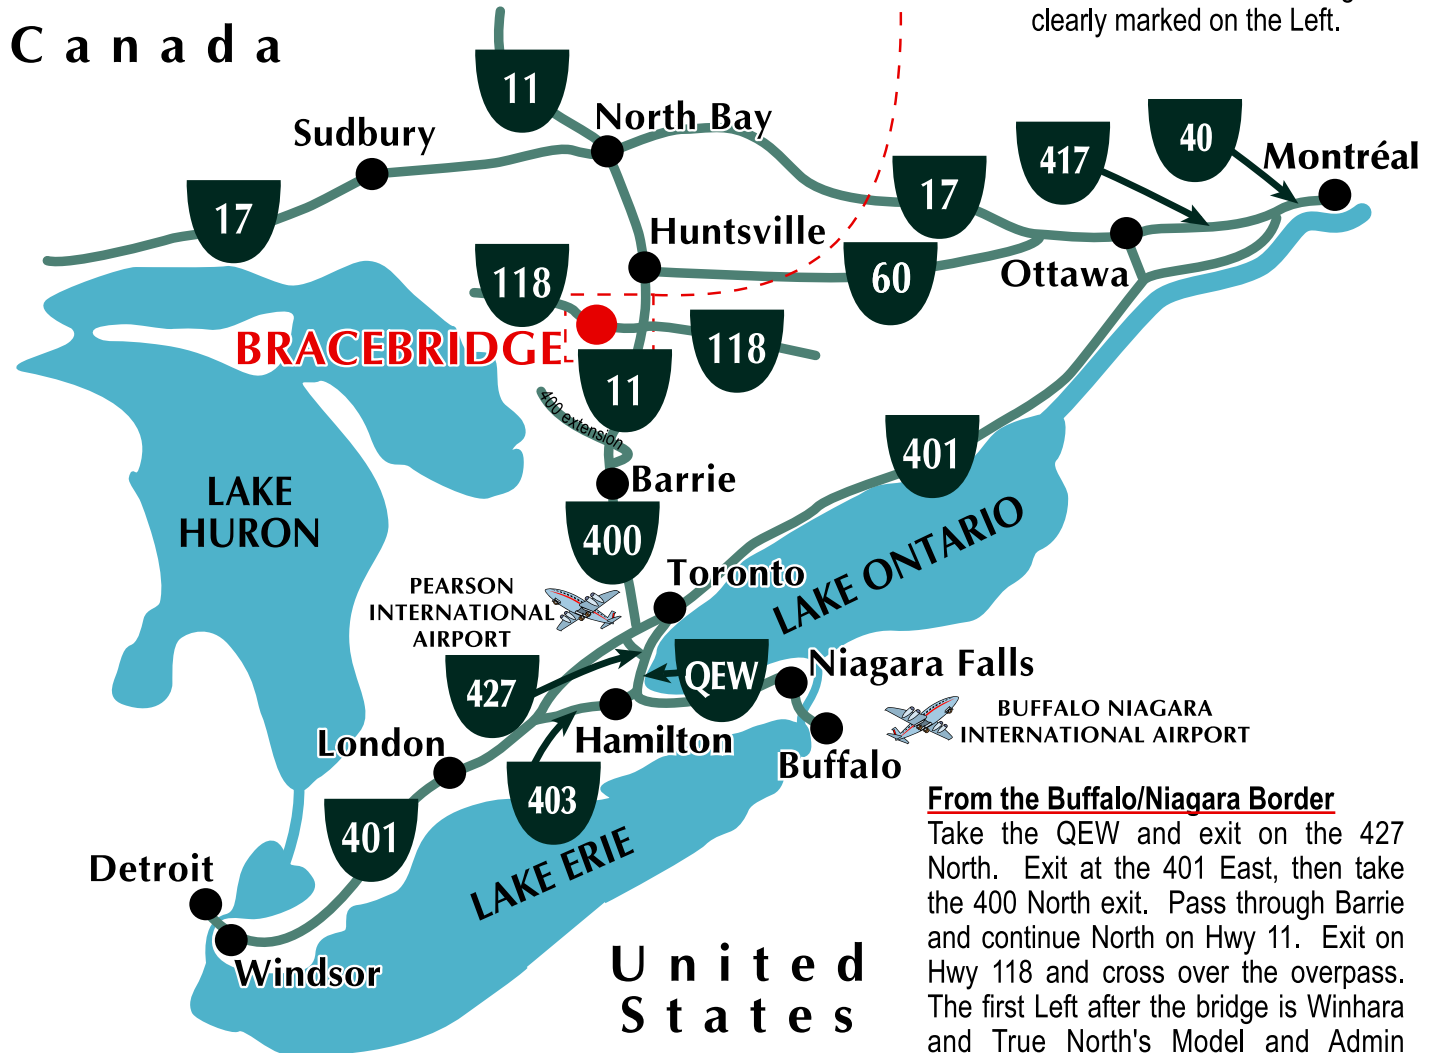 clearly marked on the Left.
Canada
11
North Bay
Sudbury
40
417
Montréal
17
17
Huntsville
Ottawa
118
60
BRACEBRIDGE
118
11
400 extension
401
Barrie
LAKE
HURON
400
LAKE ONTARIO
Toronto
PEARSON
INTERNATIONAL
AIRPORT
427
QEW
Niagara Falls
BUFFALO NIAGARA
INTERNATIONAL AIRPORT
London
Hamilton
Buffalo
403
401
LAKE ERIE
Detroit
Windsor
United
States
From the Buffalo/Niagara Border
Take the QEW and exit on the 427
North. Exit at the 401 East, then take
the 400 North exit. Pass through Barrie
and continue North on Hwy 11. Exit on
Hwy 118 and cross over the overpass.
The first Left after the bridge is Winhara
and True North's Model and Admin